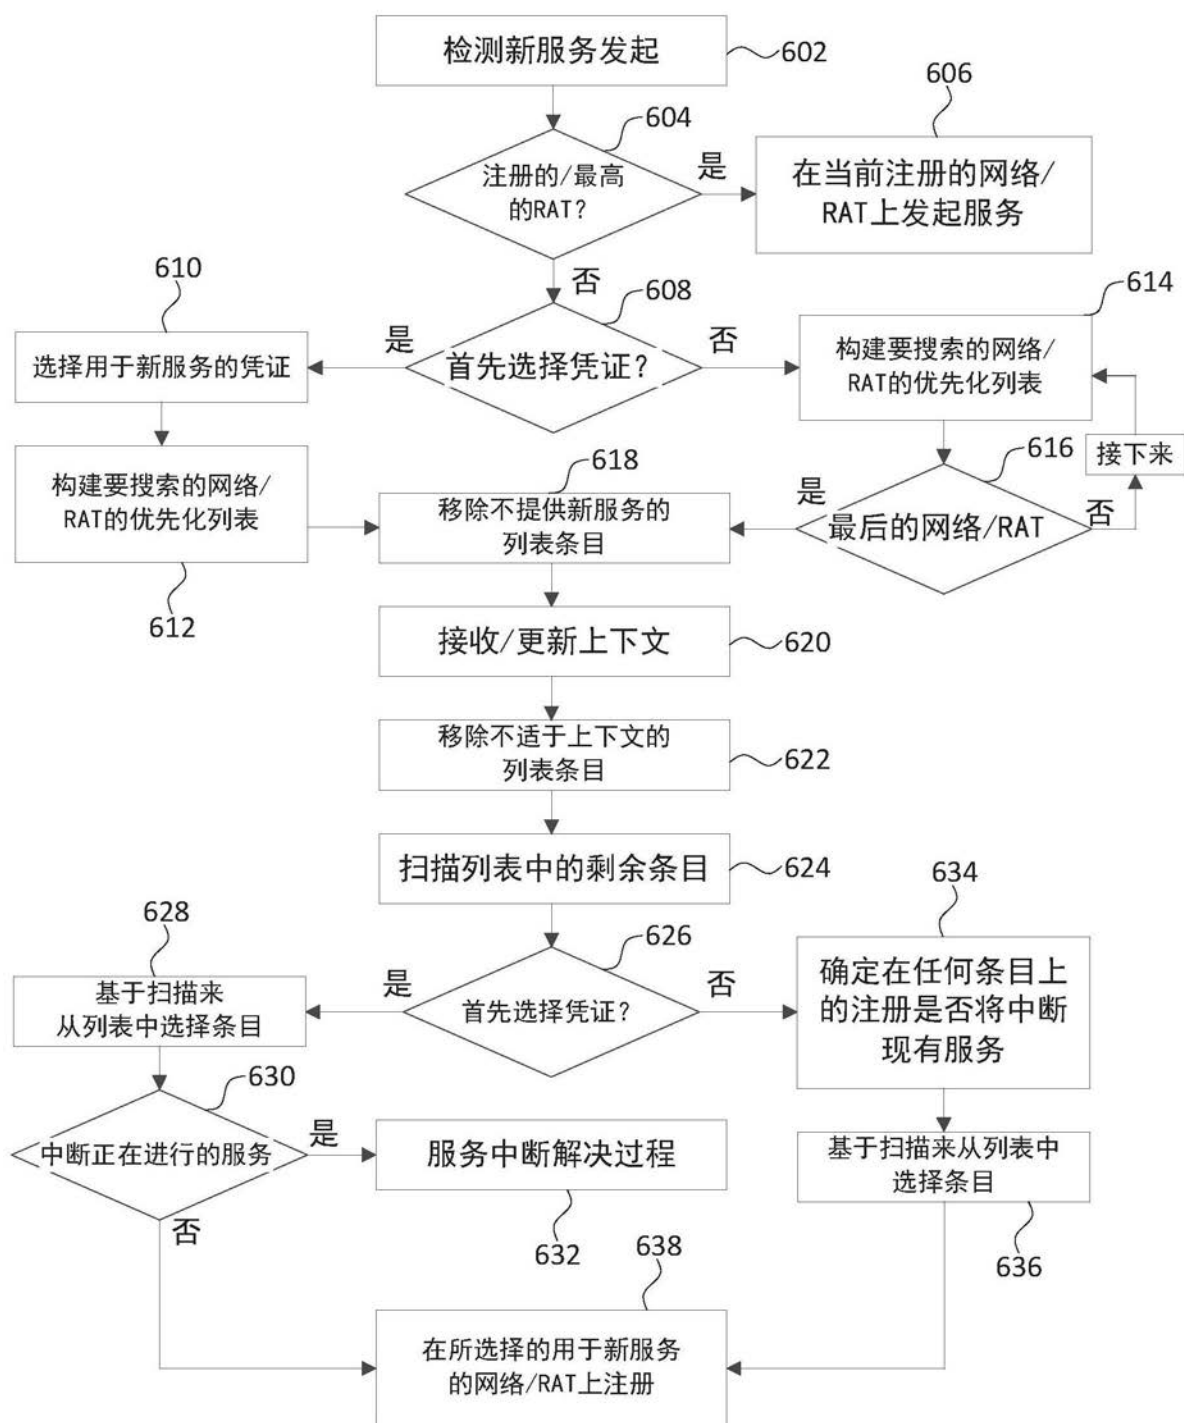 检测新服务发起
602
604
606
注册的/最高
的RAT?
是
在当前注册的网络/
RAT上发起服务
否
610
608
614
是
首先选择凭证?
否
选择用于新服务的凭证
构建要搜索的网络/
RAT的优先化列表
接下来
616
618
构建要搜索的网络/
RAT的优先化列表
移除不提供新服务的
列表条目
是
最后的网络/RAT
否
612
接收/更新上下文
620
移除不适于上下文的
列表条目
622
扫描列表中的剩余条目
624
628
626
634
基于扫描来
从列表中选择条目
是
首先选择凭证?
否
确定在任何条目上
的注册是否将中断
现有服务
630
中断正在进行的服务
是
服务中断解决过程
基于扫描来从列表中
选择条目
否
632
638
636
在所选择的用于新服务
的网络/RAT上注册